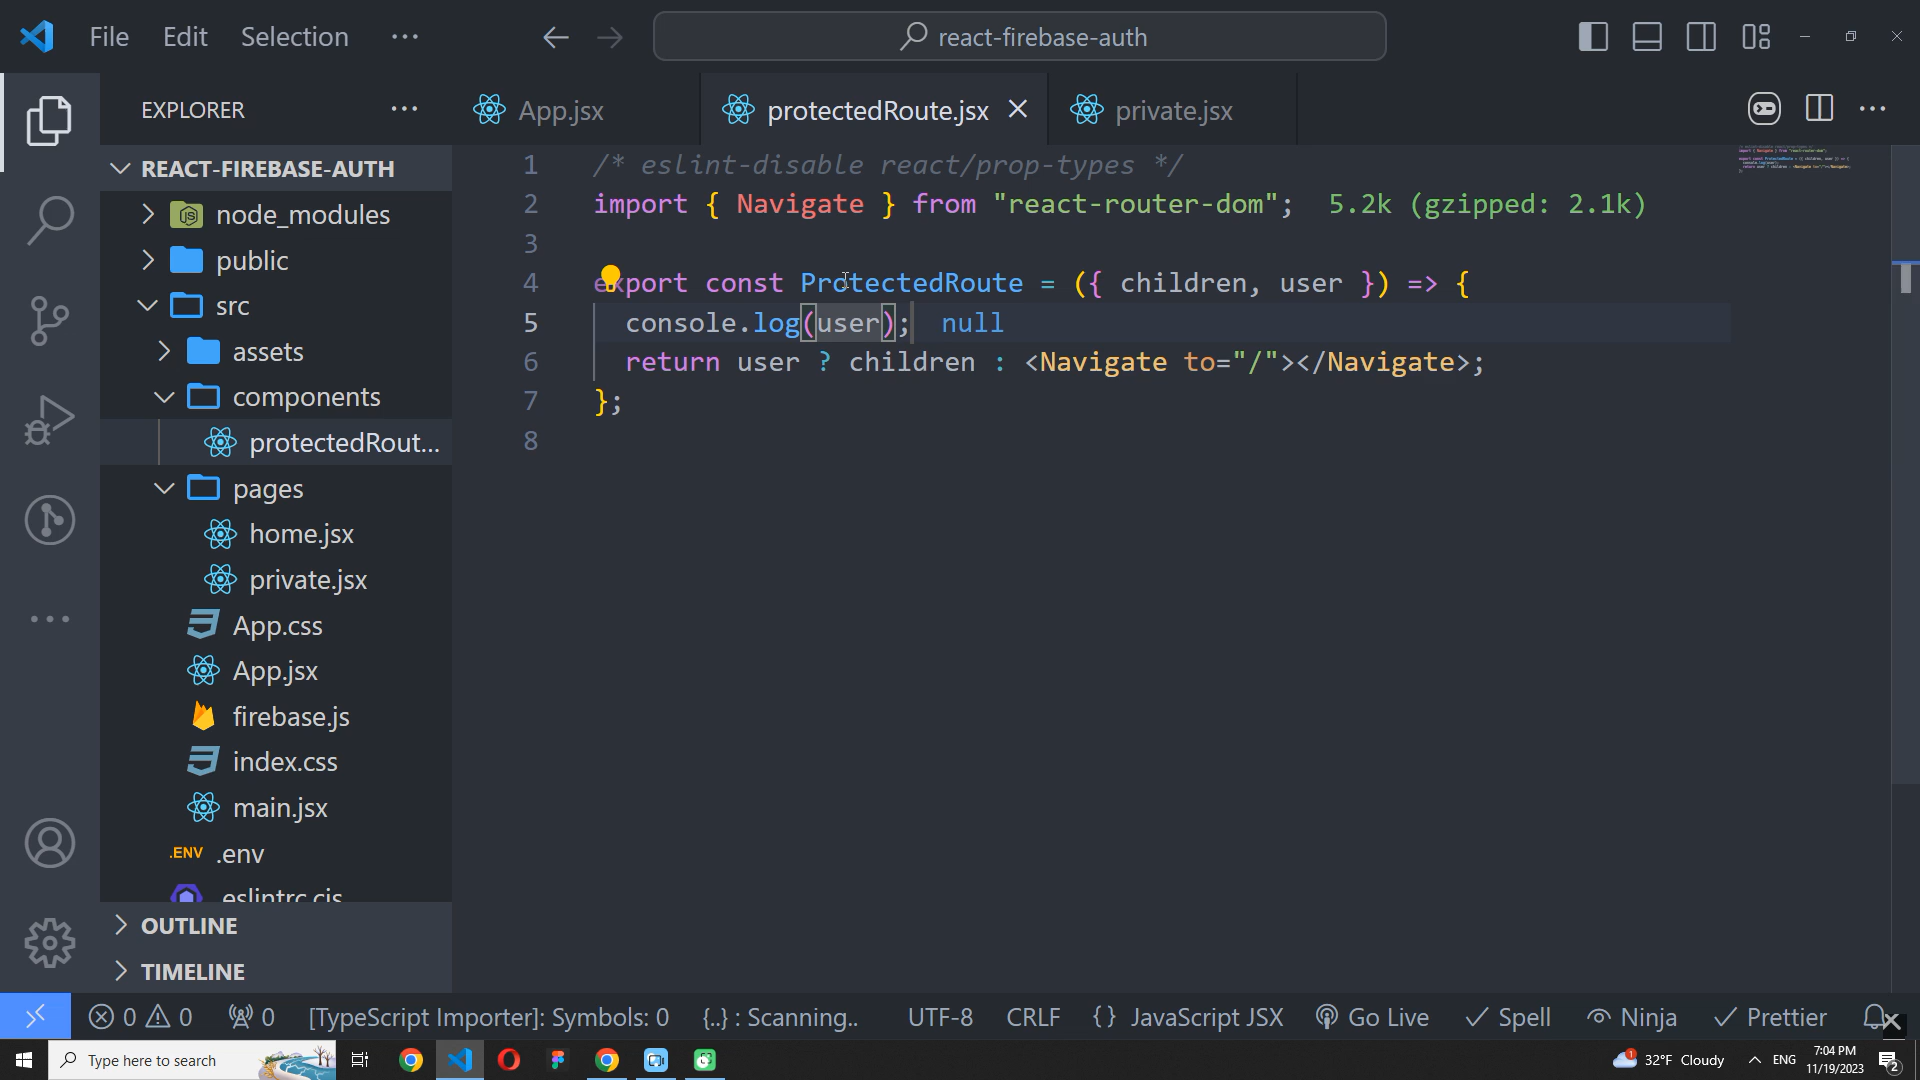 File Edit Selection ···
react-firebase-auth
EXPLORER ···
App.jsx
protectedRoute.jsx
private.jsx
REACT-FIREBASE-AUTH
node_modules
public
src
assets
components
protectedRout...
pages
home.jsx
private.jsx
App.css
App.jsx
firebase.js
index.css
main.jsx
.ENV .env
.eslintrc.cjs
OUTLINE
TIMELINE
1 /* eslint-disable react/prop-types */
2 import { Navigate } from "react-router-dom"; 5.2k (gzipped: 2.1k)
3
4 export const ProtectedRoute = ({ children, user }) => {
5 console.log(user); null
6 return user ? children : <Navigate to="/"></Navigate>;
7 };
8
0 0 0 [TypeScript Importer]: Symbols: 0 {..} : Scanning.. UTF-8 CRLF {} JavaScript JSX Go Live Spell Ninja Prettier
Type here to search
1 32°F Cloudy ENG 7:04 PM 11/19/2023 2